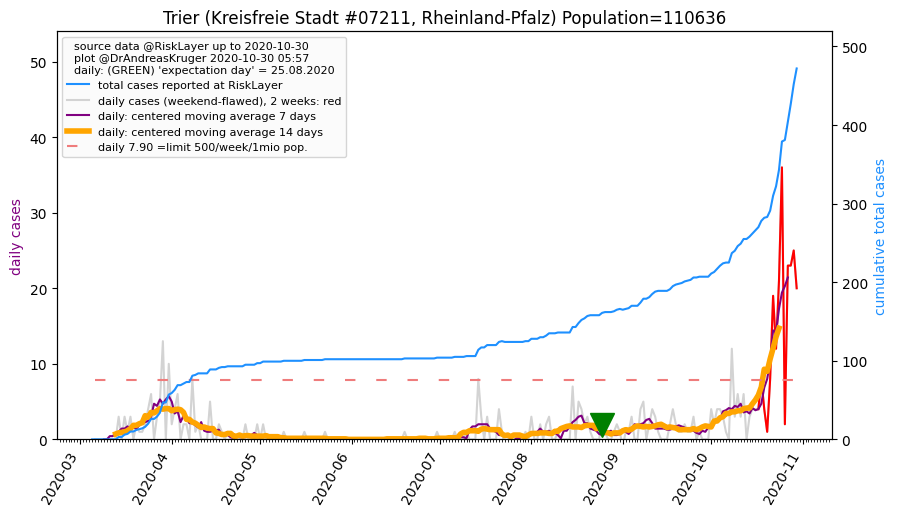 Trier (Kreisfreie Stadt #07211, Rheinland-Pfalz) Population=110636
source data @RiskLayer up to 2020-10-30
plot @DrAndreasKruger 2020-10-30 05:57
daily: (GREEN) 'expectation day' = 25.08.2020
total cases reported at RiskLayer
daily cases (weekend-flawed), 2 weeks: red
daily: centered moving average 7 days
daily: centered moving average 14 days
daily 7.90 =limit 500/week/1mio pop.
daily cases
50
40
30
20
10
0
cumulative total cases
500
400
300
200
100
0
2020-03
2020-04
2020-05
2020-06
2020-07
2020-08
2020-09
2020-10
2020-11